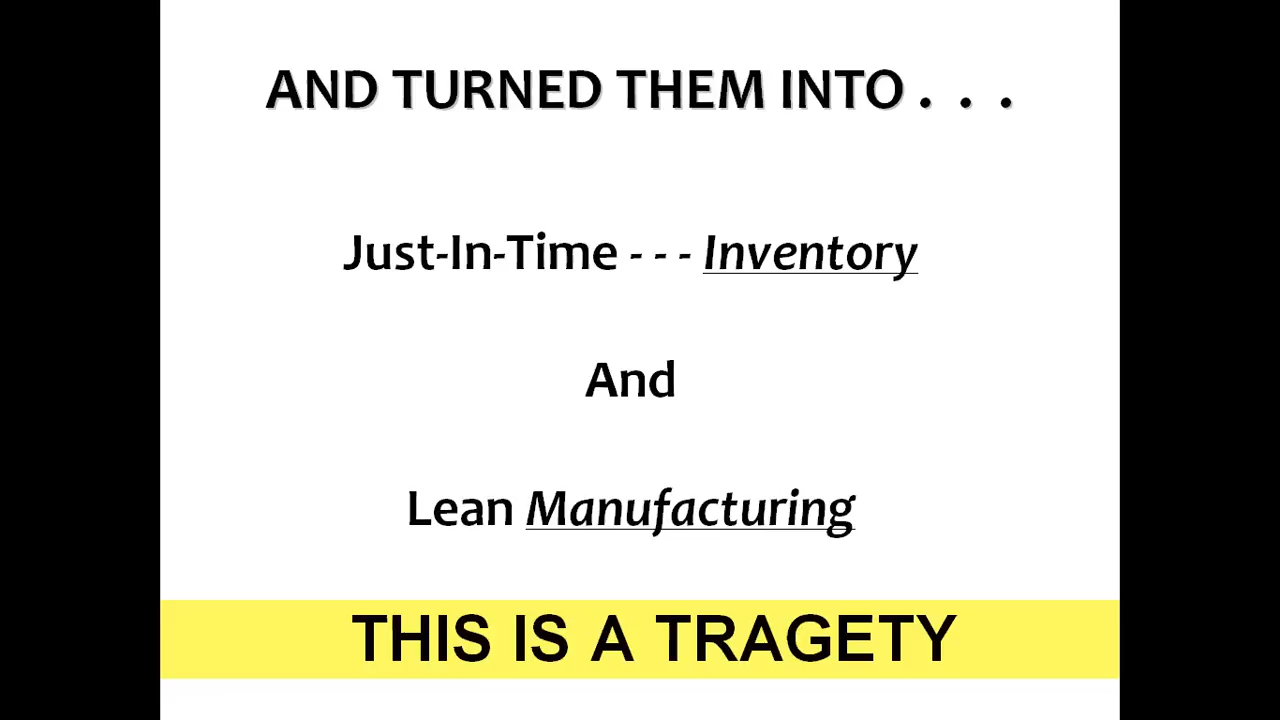 AND TURNED THEM INTO . . .
Just-In-Time - - - Inventory
And
Lean Manufacturing
THIS IS A TRAGETY